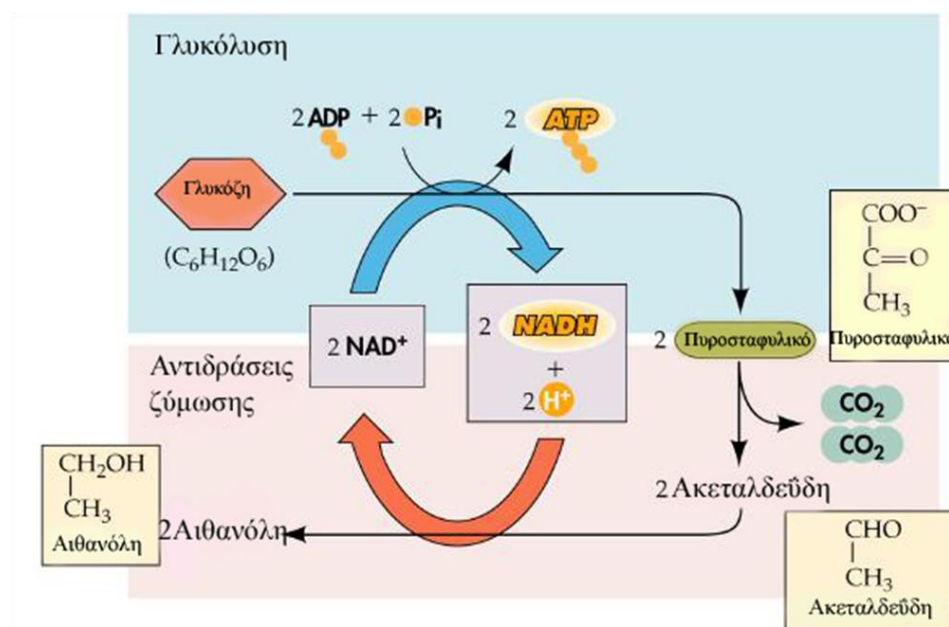 Γλυκόλυση
2 ADP + 2 Pi
2 ATP
Γλυκόζη
(C₆H₁₂O₆)
COO⁻
C=O
CH₃
Πυροσταφυλικό
2 NAD⁺
2 NADH
+
2 H⁺
2 Πυροσταφυλικό
Αντιδράσεις
ζύμωσης
CO₂
CO₂
2 Ακεταλδεΰδη
CH₂OH
CH₃
Αιθανόλη
2Αιθανόλη
CHO
CH₃
Ακεταλδεΰδη